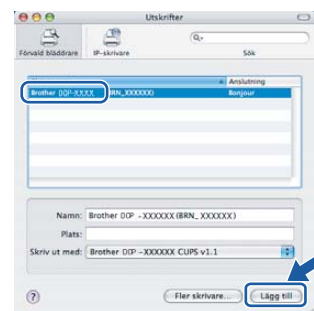 Utskrifter
Förvald bläddrare IP-skrivare Sök
Anslutning
Brother DCP-XXXX (BRN_XXXXXX) Bonjour
Namn: Brother DCP -XXXXXX (BRN_XXXXXX)
Plats:
Skriv ut med: Brother DCP -XXXXXX CUPS v1.1
? Fler skrivare... Lägg till